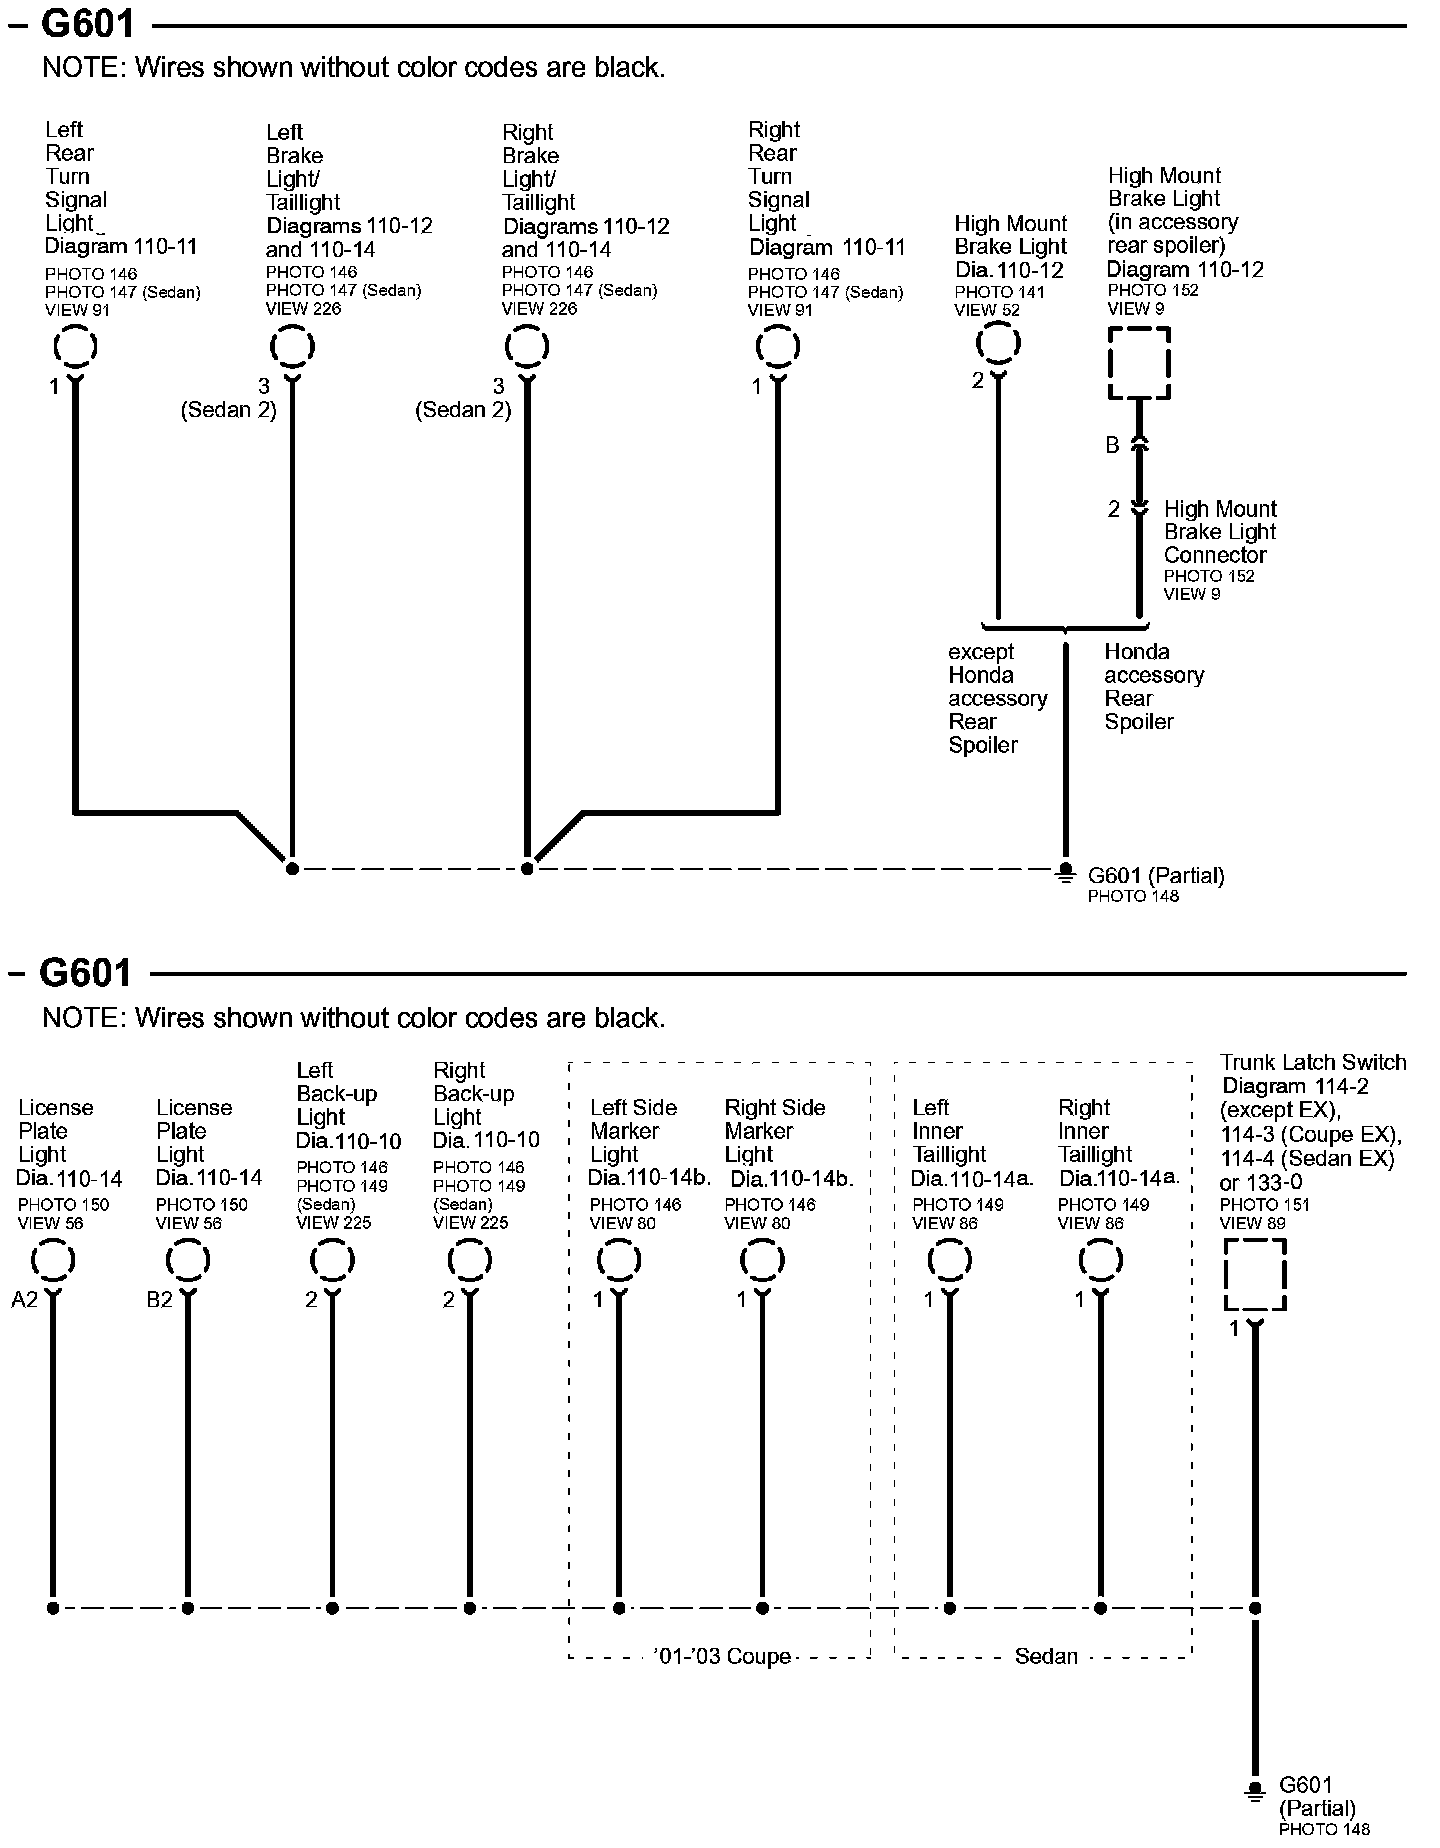 G601
NOTE: Wires shown without color codes are black.
Left
Rear
Turn
Signal
Light
Diagram 110-11
PHOTO 146
PHOTO 147 (Sedan)
VIEW 91
1
Left
Brake
Light/
Taillight
Diagrams 110-12
and 110-14
PHOTO 146
PHOTO 147 (Sedan)
VIEW 226
3
(Sedan 2)
Right
Brake
Light/
Taillight
Diagrams 110-12
and 110-14
PHOTO 146
PHOTO 147 (Sedan)
VIEW 226
3
(Sedan 2)
Right
Rear
Turn
Signal
Light
Diagram 110-11
PHOTO 146
PHOTO 147 (Sedan)
VIEW 91
1
High Mount
Brake Light
Dia. 110-12
PHOTO 141
VIEW 52
2
High Mount
Brake Light
(in accessory
rear spoiler)
Diagram 110-12
PHOTO 152
VIEW 9
B
2
High Mount
Brake Light
Connector
PHOTO 152
VIEW 9
except
Honda
accessory
Rear
Spoiler
Honda
accessory
Rear
Spoiler
G601 (Partial)
PHOTO 148
G601
NOTE: Wires shown without color codes are black.
License
Plate
Light
Dia. 110-14
PHOTO 150
VIEW 56
A2
License
Plate
Light
Dia. 110-14
PHOTO 150
VIEW 56
B2
Left
Back-up
Light
Dia. 110-10
PHOTO 146
PHOTO 149
(Sedan)
VIEW 225
2
Right
Back-up
Light
Dia. 110-10
PHOTO 146
PHOTO 149
(Sedan)
VIEW 225
2
Left Side
Marker
Light
Dia. 110-14b.
PHOTO 146
VIEW 80
1
Right Side
Marker
Light
Dia. 110-14b.
PHOTO 146
VIEW 80
1
'01-'03 Coupe
Left
Inner
Taillight
Dia. 110-14a.
PHOTO 149
VIEW 86
1
Right
Inner
Taillight
Dia. 110-14a.
PHOTO 149
VIEW 86
1
Sedan
Trunk Latch Switch
Diagram 114-2
(except EX),
114-3 (Coupe EX),
114-4 (Sedan EX)
or 133-0
PHOTO 151
VIEW 89
1
G601
(Partial)
PHOTO 148